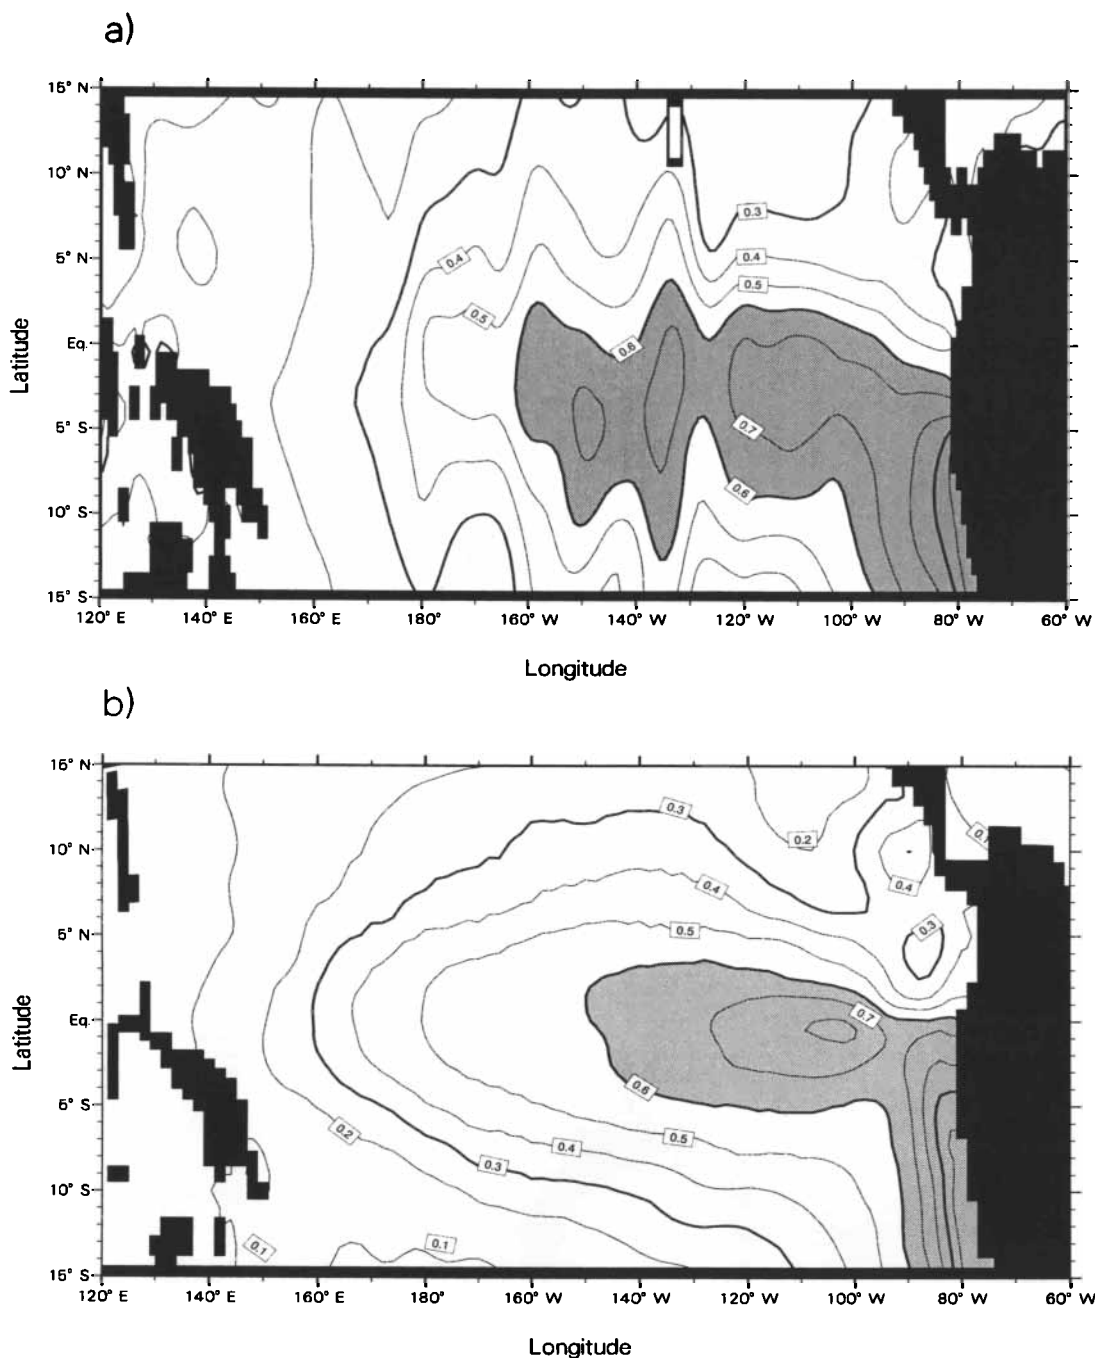 a)
15° N
10° N
5° N
Eq.
5° S
10° S
15° S
Latitude
0.3
0.4
0.4
0.5
0.5
0.6
0.7
0.6
120° E
140° E
160° E
180°
160° W
140° W
120° W
100° W
80° W
60° W
Longitude
b)
15° N
10° N
5° N
Eq.
5° S
10° S
15° S
Latitude
0.3
0.2
0.1
0.4
0.4
0.5
0.3
0.7
0.6
0.2
0.5
0.4
0.3
0.1
0.1
120° E
140° E
160° E
180°
160° W
140° W
120° W
100° W
80° W
60° W
Longitude